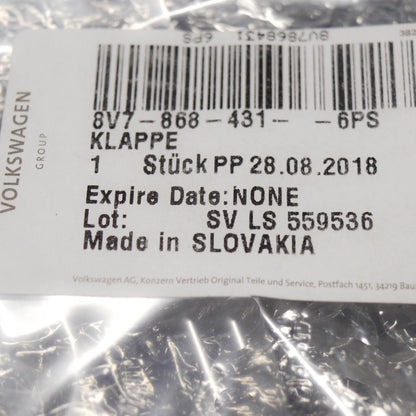 8V7868431 6PS
382
VOLKSWAGEN
GROUP
8V7-868-431- -6PS
KLAPPE
1 Stück PP 28.08.2018
Expire Date:NONE
Lot: SV LS 559536
Made in SLOVAKIA
Volkswagen AG, Konzern Vertrieb Original Teile und Service, Postfach 1451, 34219 Bau